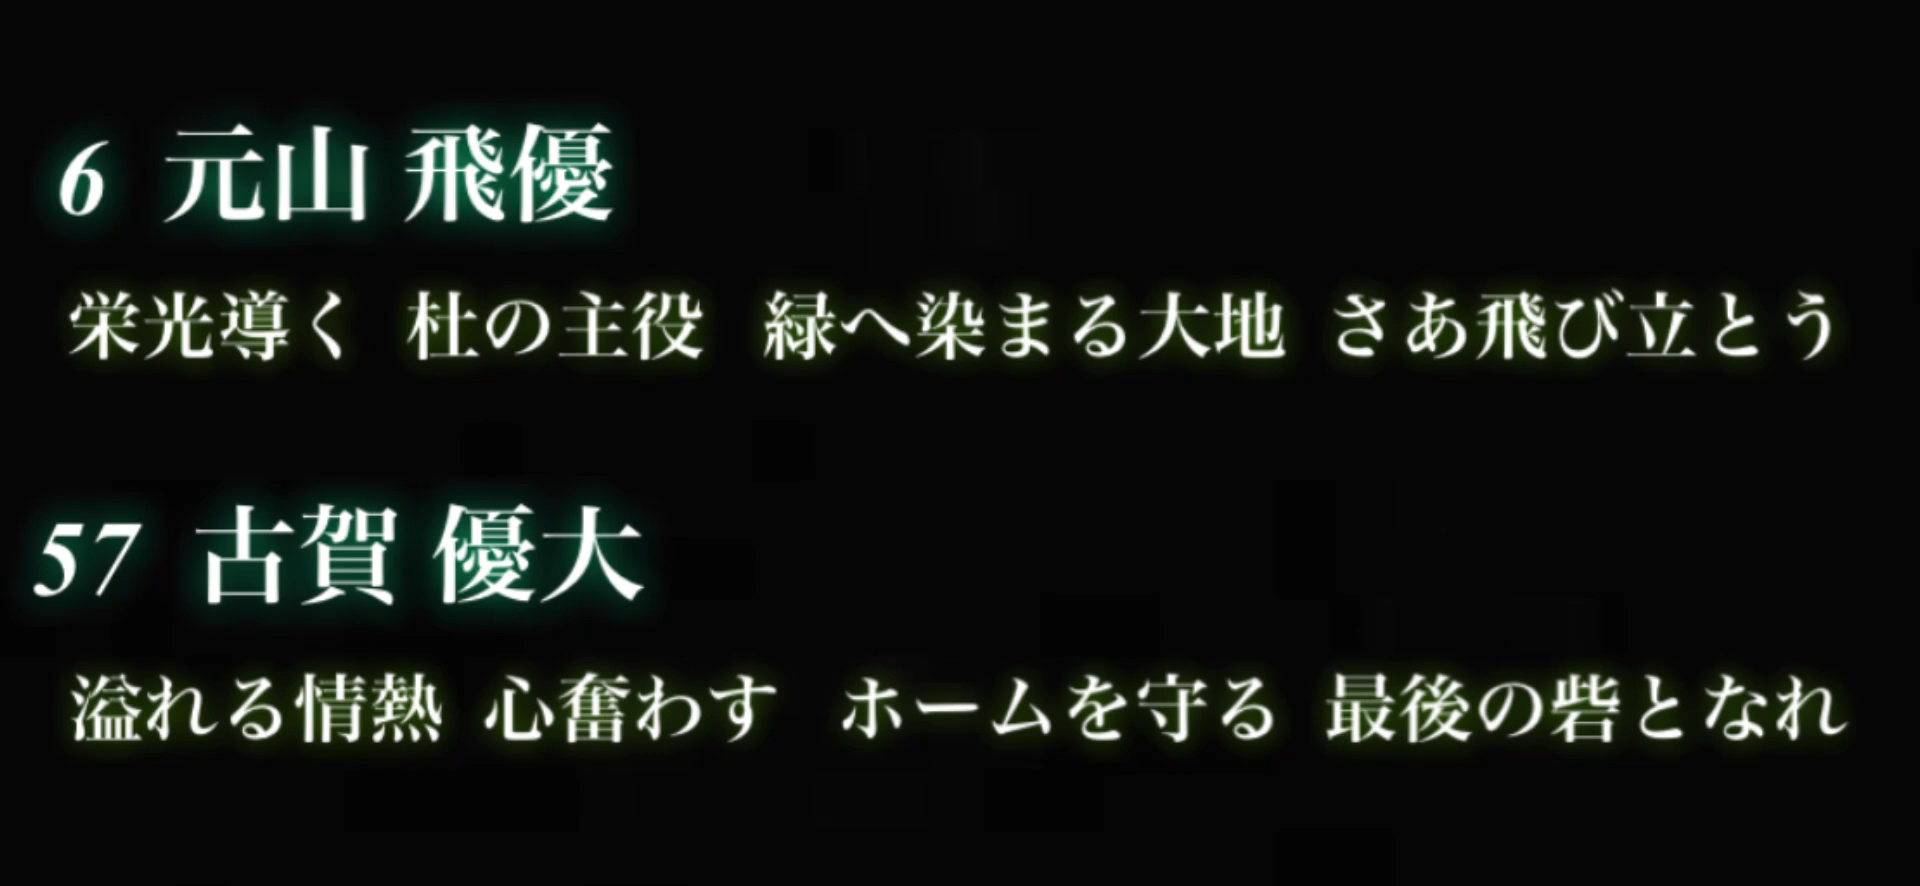 6 元山 飛優
栄光導く 杜の主役 緑へ染まる大地 さあ飛び立とう
57 古賀 優大
溢れる情熱 心奮わす ホームを守る 最後の砦となれ